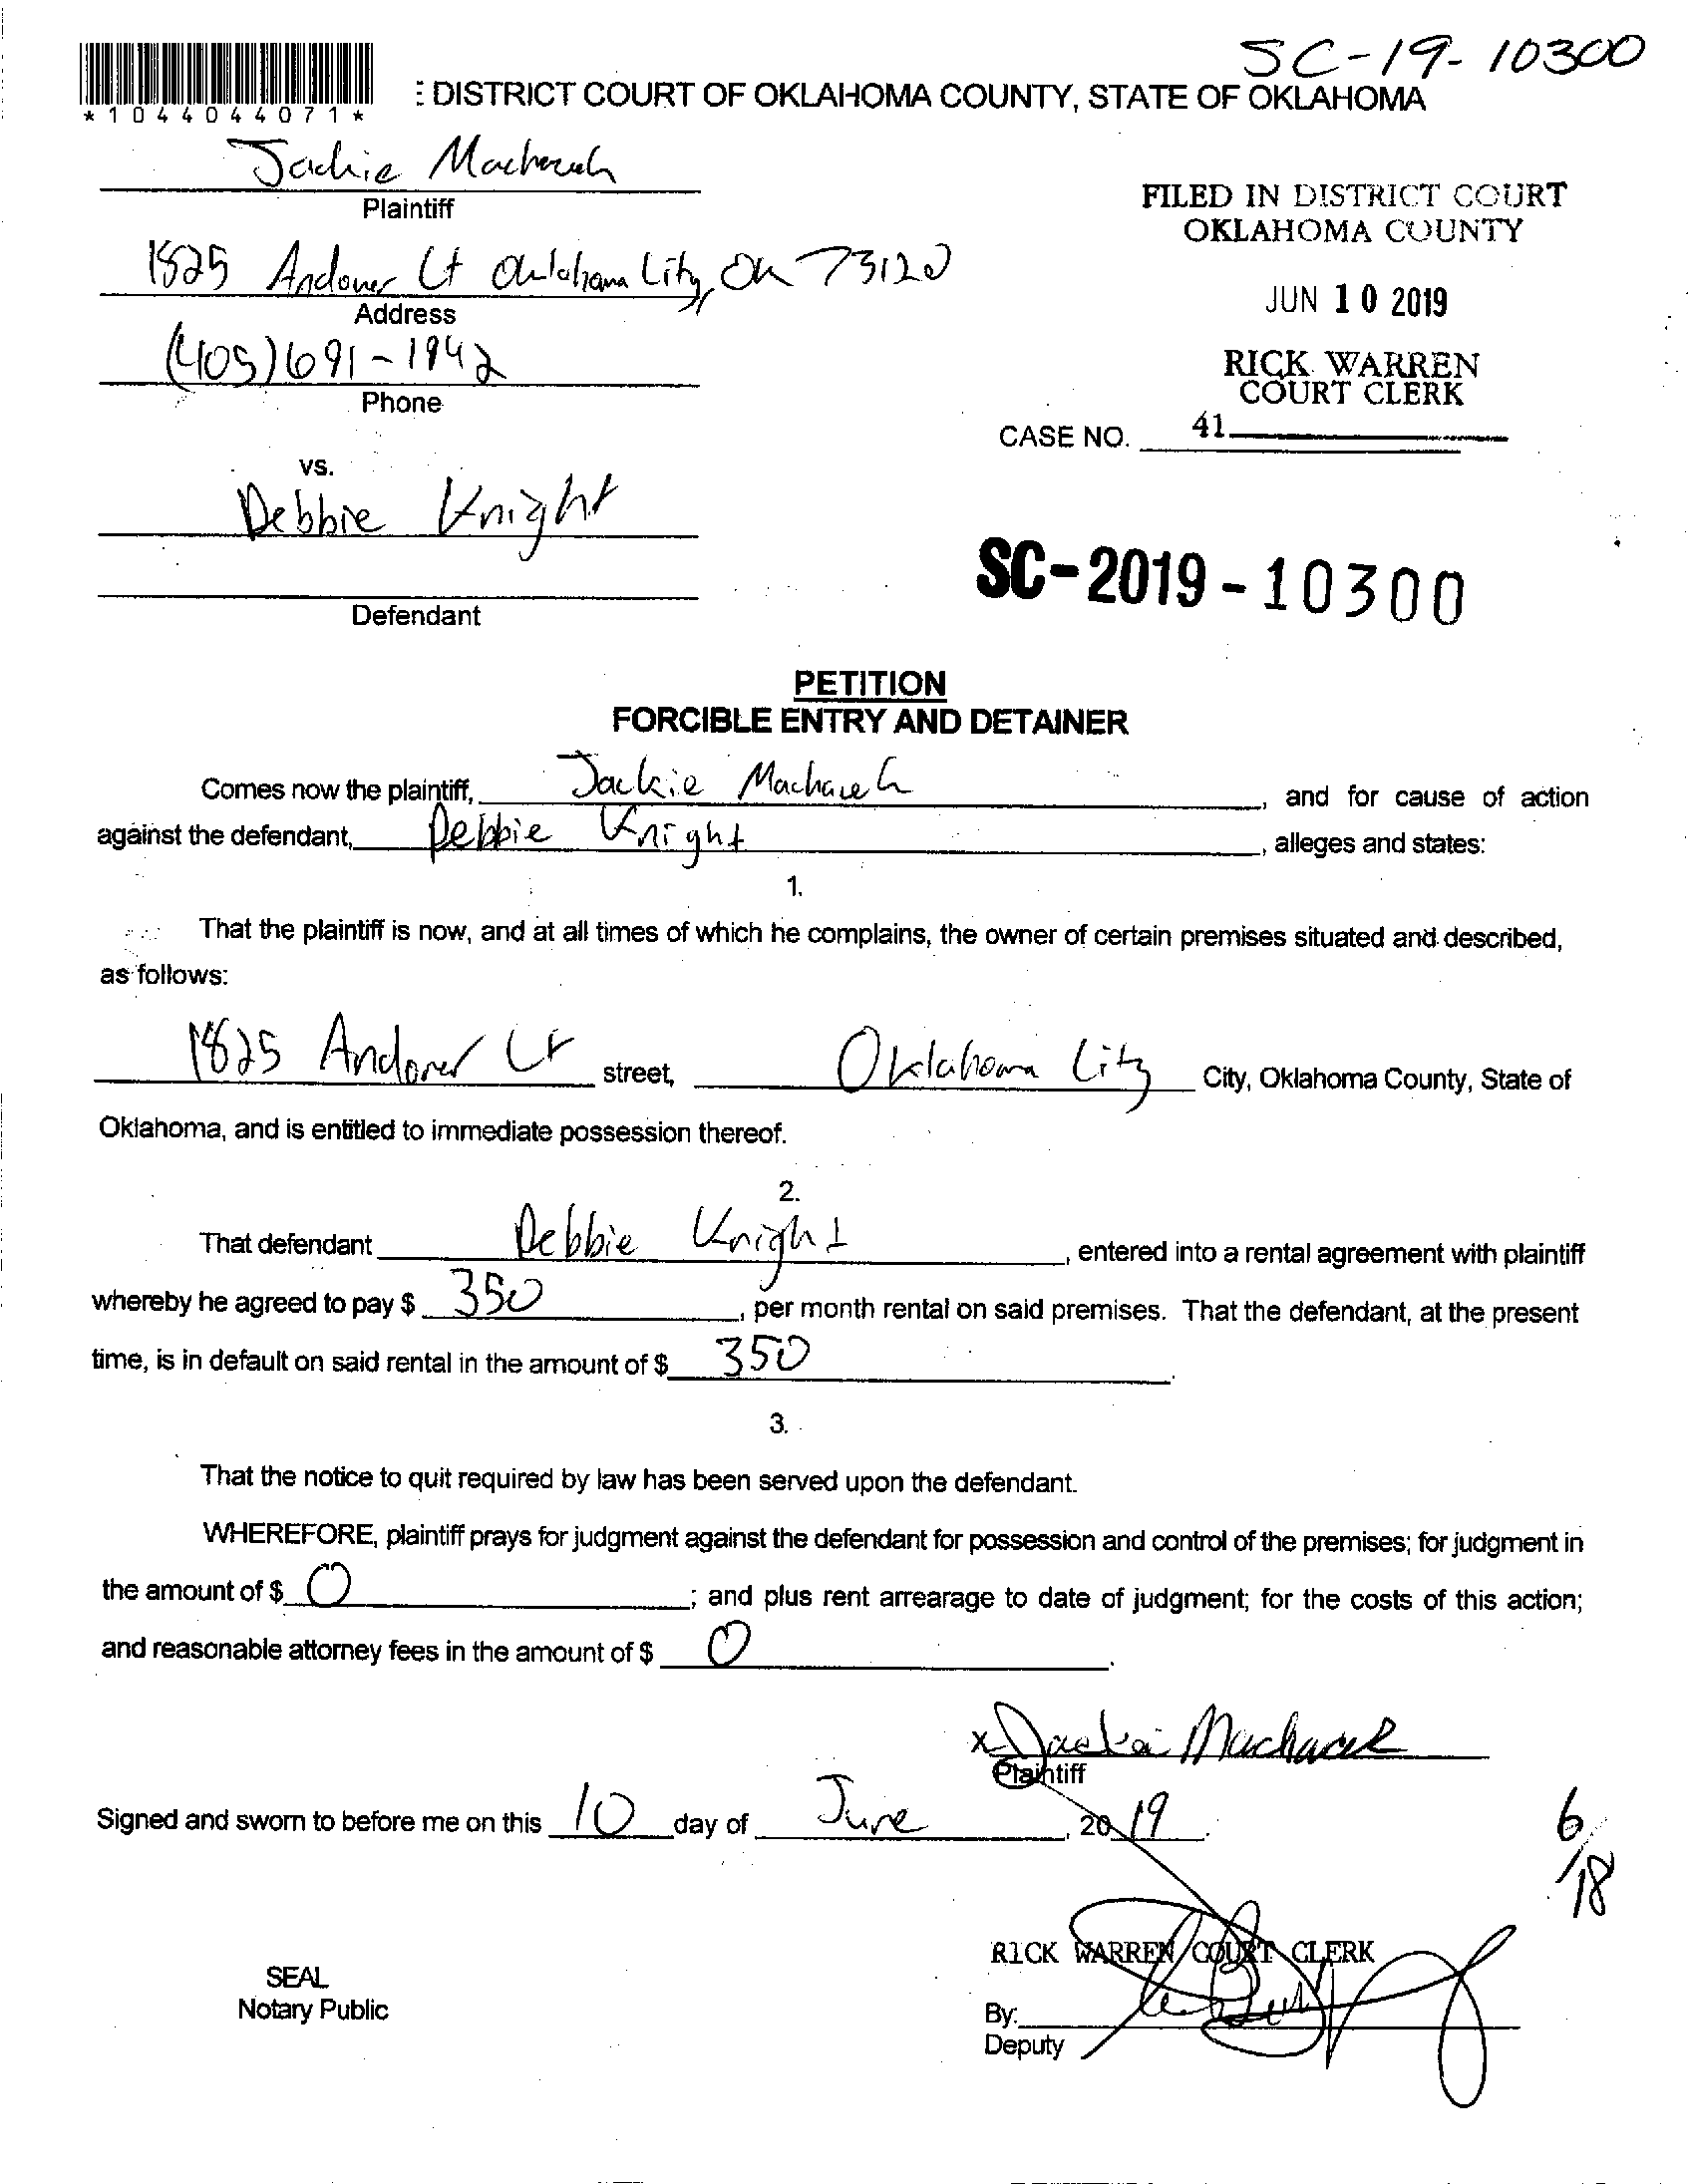 SC-19-10300
*1044044071*
E DISTRICT COURT OF OKLAHOMA COUNTY, STATE OF OKLAHOMA
Jackie Machacek
Plaintiff
FILED IN DISTRICT COURT
OKLAHOMA COUNTY
1825 Andover Ct Oklahoma City, OK 73120
Address
JUN 10 2019
(405)691-1942
Phone
RICK WARREN
COURT CLERK
CASE NO. 41
vs.
Debbie Knight
SC-2019-10300
Defendant
PETITION
FORCIBLE ENTRY AND DETAINER
Comes now the plaintiff, Jackie Machacek, and for cause of action
against the defendant, Debbie Knight, alleges and states:
1.
That the plaintiff is now, and at all times of which he complains, the owner of certain premises situated and described,
as follows:
1825 Andover Ct street, Oklahoma City City, Oklahoma County, State of
Oklahoma, and is entitled to immediate possession thereof.
2.
That defendant Debbie Knight, entered into a rental agreement with plaintiff
whereby he agreed to pay $ 350, per month rental on said premises. That the defendant, at the present
time, is in default on said rental in the amount of $ 350.
3.
That the notice to quit required by law has been served upon the defendant.
WHEREFORE, plaintiff prays for judgment against the defendant for possession and control of the premises; for judgment in
the amount of $ 0; and plus rent arrearage to date of judgment; for the costs of this action;
and reasonable attorney fees in the amount of $ 0.
x Jackie Machacek
Plaintiff
Signed and sworn to before me on this 10 day of June, 2019.
6/18
RICK WARREN COURT CLERK
SEAL
Notary Public
By:
Deputy